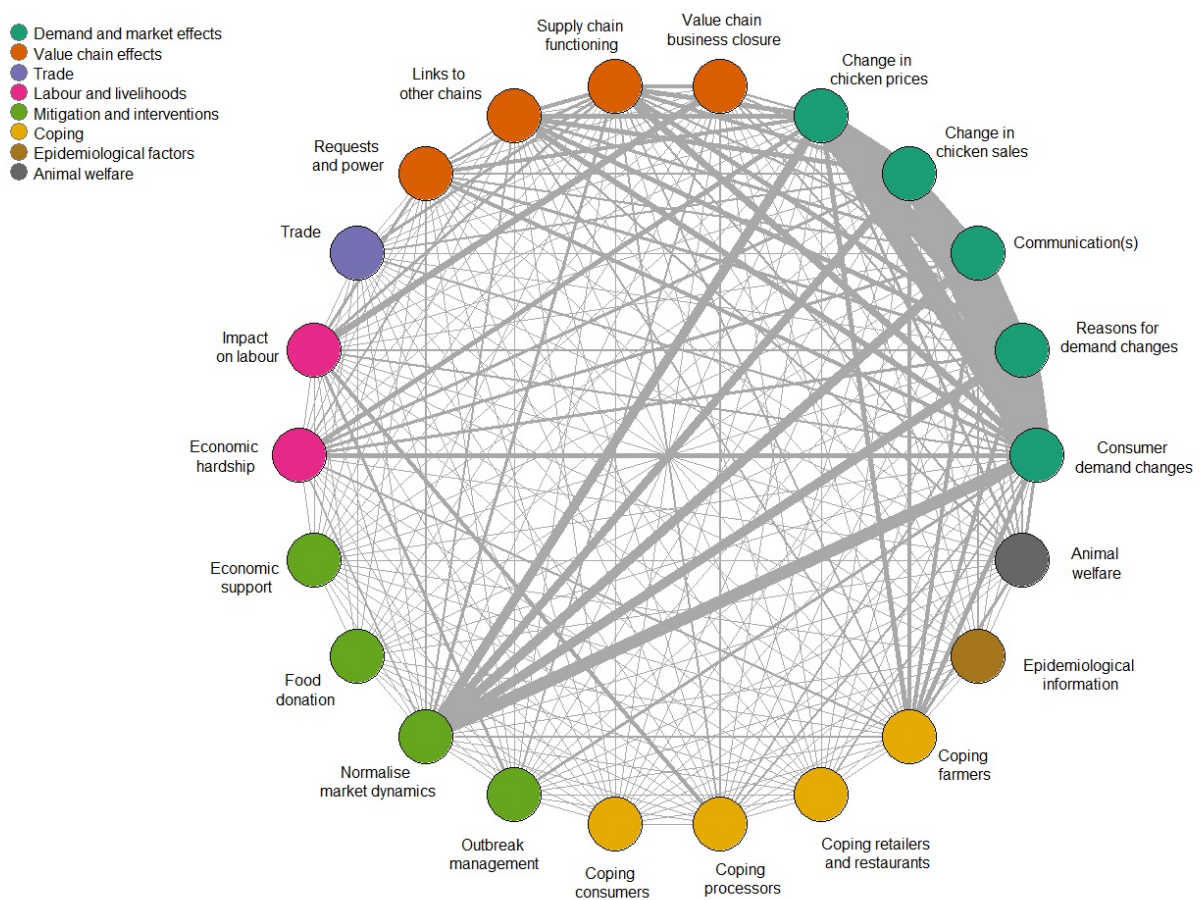 Demand and market effects
Value chain effects
Trade
Labour and livelihoods
Mitigation and interventions
Coping
Epidemiological factors
Animal welfare
Supply chain
functioning
Value chain
business closure
Change in
chicken prices
Change in
chicken sales
Communication(s)
Reasons for
demand changes
Consumer
demand changes
Animal
welfare
Epidemiological
information
Coping
farmers
Coping retailers
and restaurants
Coping
processors
Coping
consumers
Outbreak
management
Normalise
market dynamics
Food
donation
Economic
support
Economic
hardship
Impact
on labour
Trade
Requests
and power
Links to
other chains